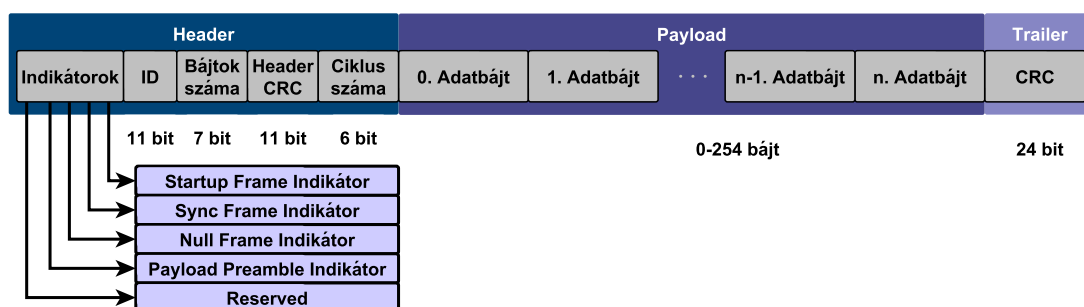 Header Payload Trailer
Indikátorok ID Bájtok száma Header CRC Ciklus száma 0. Adatbájt 1. Adatbájt ... n-1. Adatbájt n. Adatbájt CRC
11 bit 7 bit 11 bit 6 bit 0-254 bájt 24 bit
Startup Frame Indikátor
Sync Frame Indikátor
Null Frame Indikátor
Payload Preamble Indikátor
Reserved